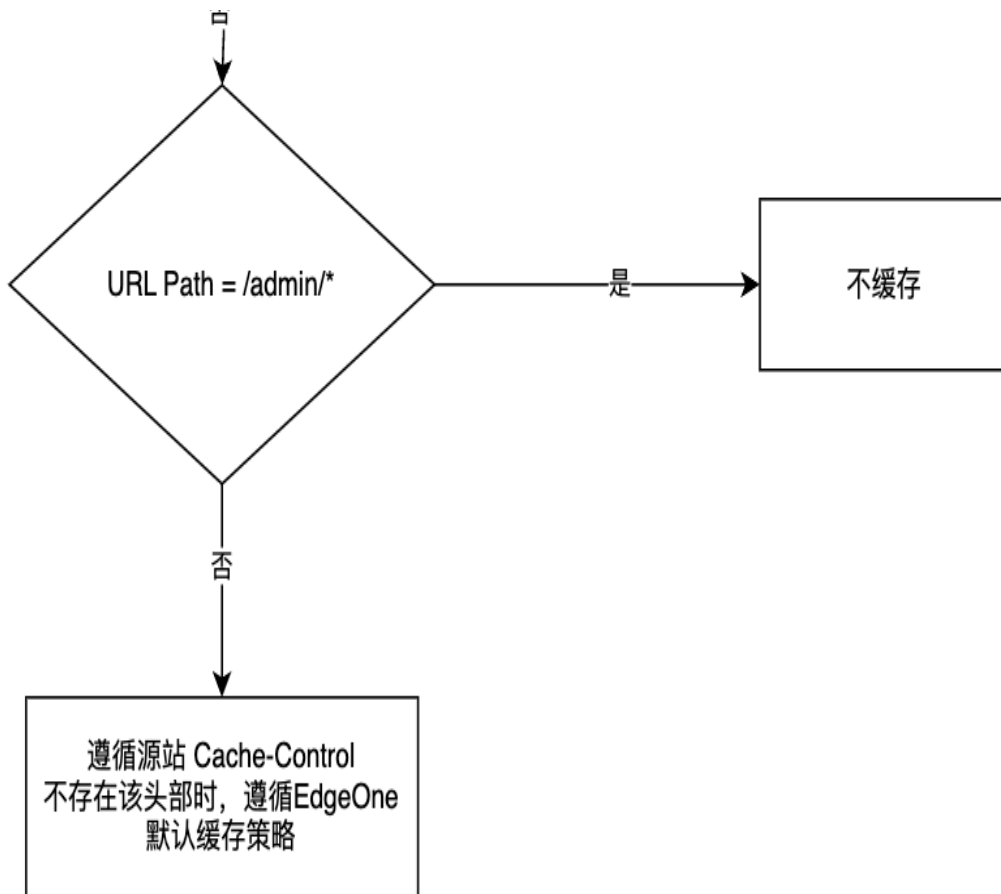 否
URL Path = /admin/*
是
不缓存
否
遵循源站 Cache-Control
不存在该头部时，遵循EdgeOne
默认缓存策略